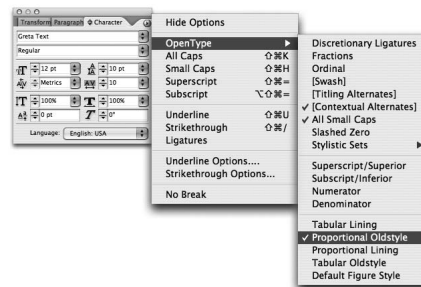 Transform Paragraph Character
Greta Text
Regular
12 pt 10 pt
Metrics 10
100% 100%
0 pt 0°
Language: English: USA
Hide Options
OpenType
All Caps ⇧⌘K
Small Caps ⇧⌘H
Superscript ⇧⌘=
Subscript ⌥⇧⌘=
Underline ⇧⌘U
Strikethrough ⇧⌘/
Ligatures
Underline Options....
Strikethrough Options...
No Break
Discretionary Ligatures
Fractions
Ordinal
[Swash]
[Titling Alternates]
✓ [Contextual Alternates]
✓ All Small Caps
Slashed Zero
Stylistic Sets
Superscript/Superior
Subscript/Inferior
Numerator
Denominator
Tabular Lining
✓ Proportional Oldstyle
Proportional Lining
Tabular Oldstyle
Default Figure Style